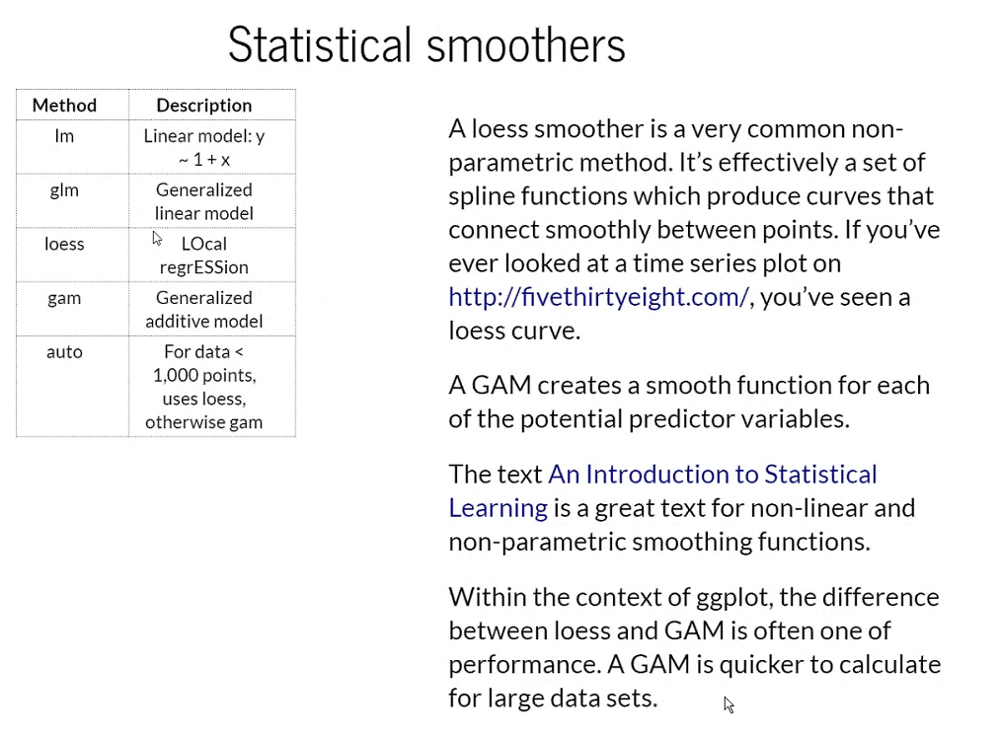 Statistical smoothers
Method Description
lm Linear model: y
~ 1 + x
glm Generalized
linear model
loess LOcal
regrESSion
gam Generalized
additive model
auto For data <
1,000 points,
uses loess,
otherwise gam
A loess smoother is a very common non-
parametric method. It’s effectively a set of
spline functions which produce curves that
connect smoothly between points. If you’ve
ever looked at a time series plot on
http://fivethirtyeight.com/, you’ve seen a
loess curve.
A GAM creates a smooth function for each
of the potential predictor variables.
The text An Introduction to Statistical
Learning is a great text for non-linear and
non-parametric smoothing functions.
Within the context of ggplot, the difference
between loess and GAM is often one of
performance. A GAM is quicker to calculate
for large data sets.